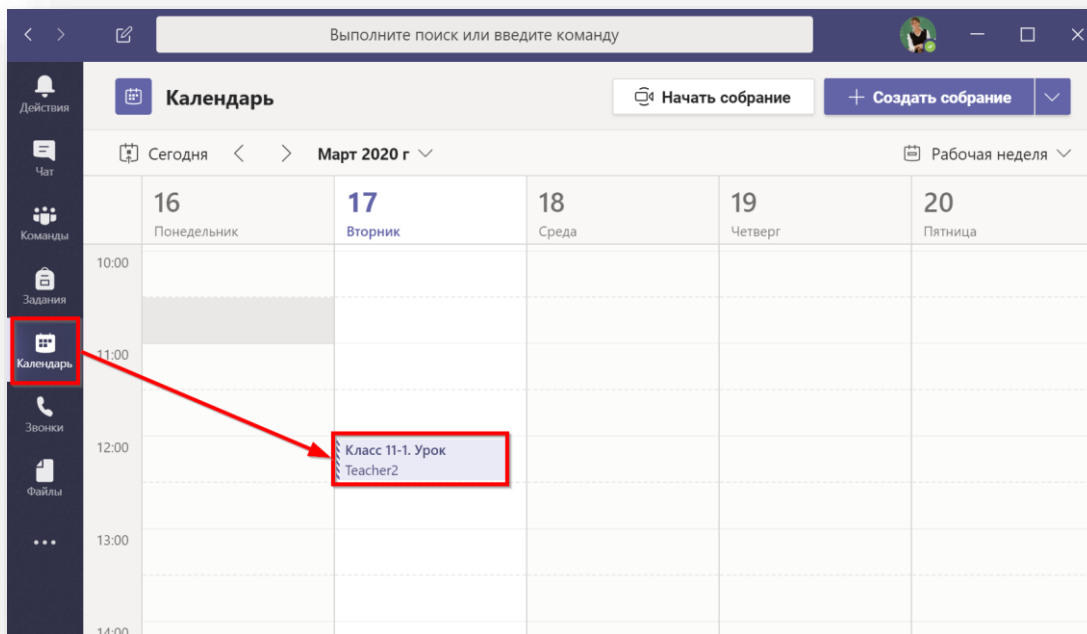 Выполните поиск или введите команду
Действия
Чат
Команды
Задания
Календарь
Звонки
Файлы
Календарь
Начать собрание
+ Создать собрание
Сегодня
Март 2020 г
Рабочая неделя
16
Понедельник
17
Вторник
18
Среда
19
Четверг
20
Пятница
10:00
11:00
12:00
Класс 11-1. Урок
Teacher2
13:00
14:00